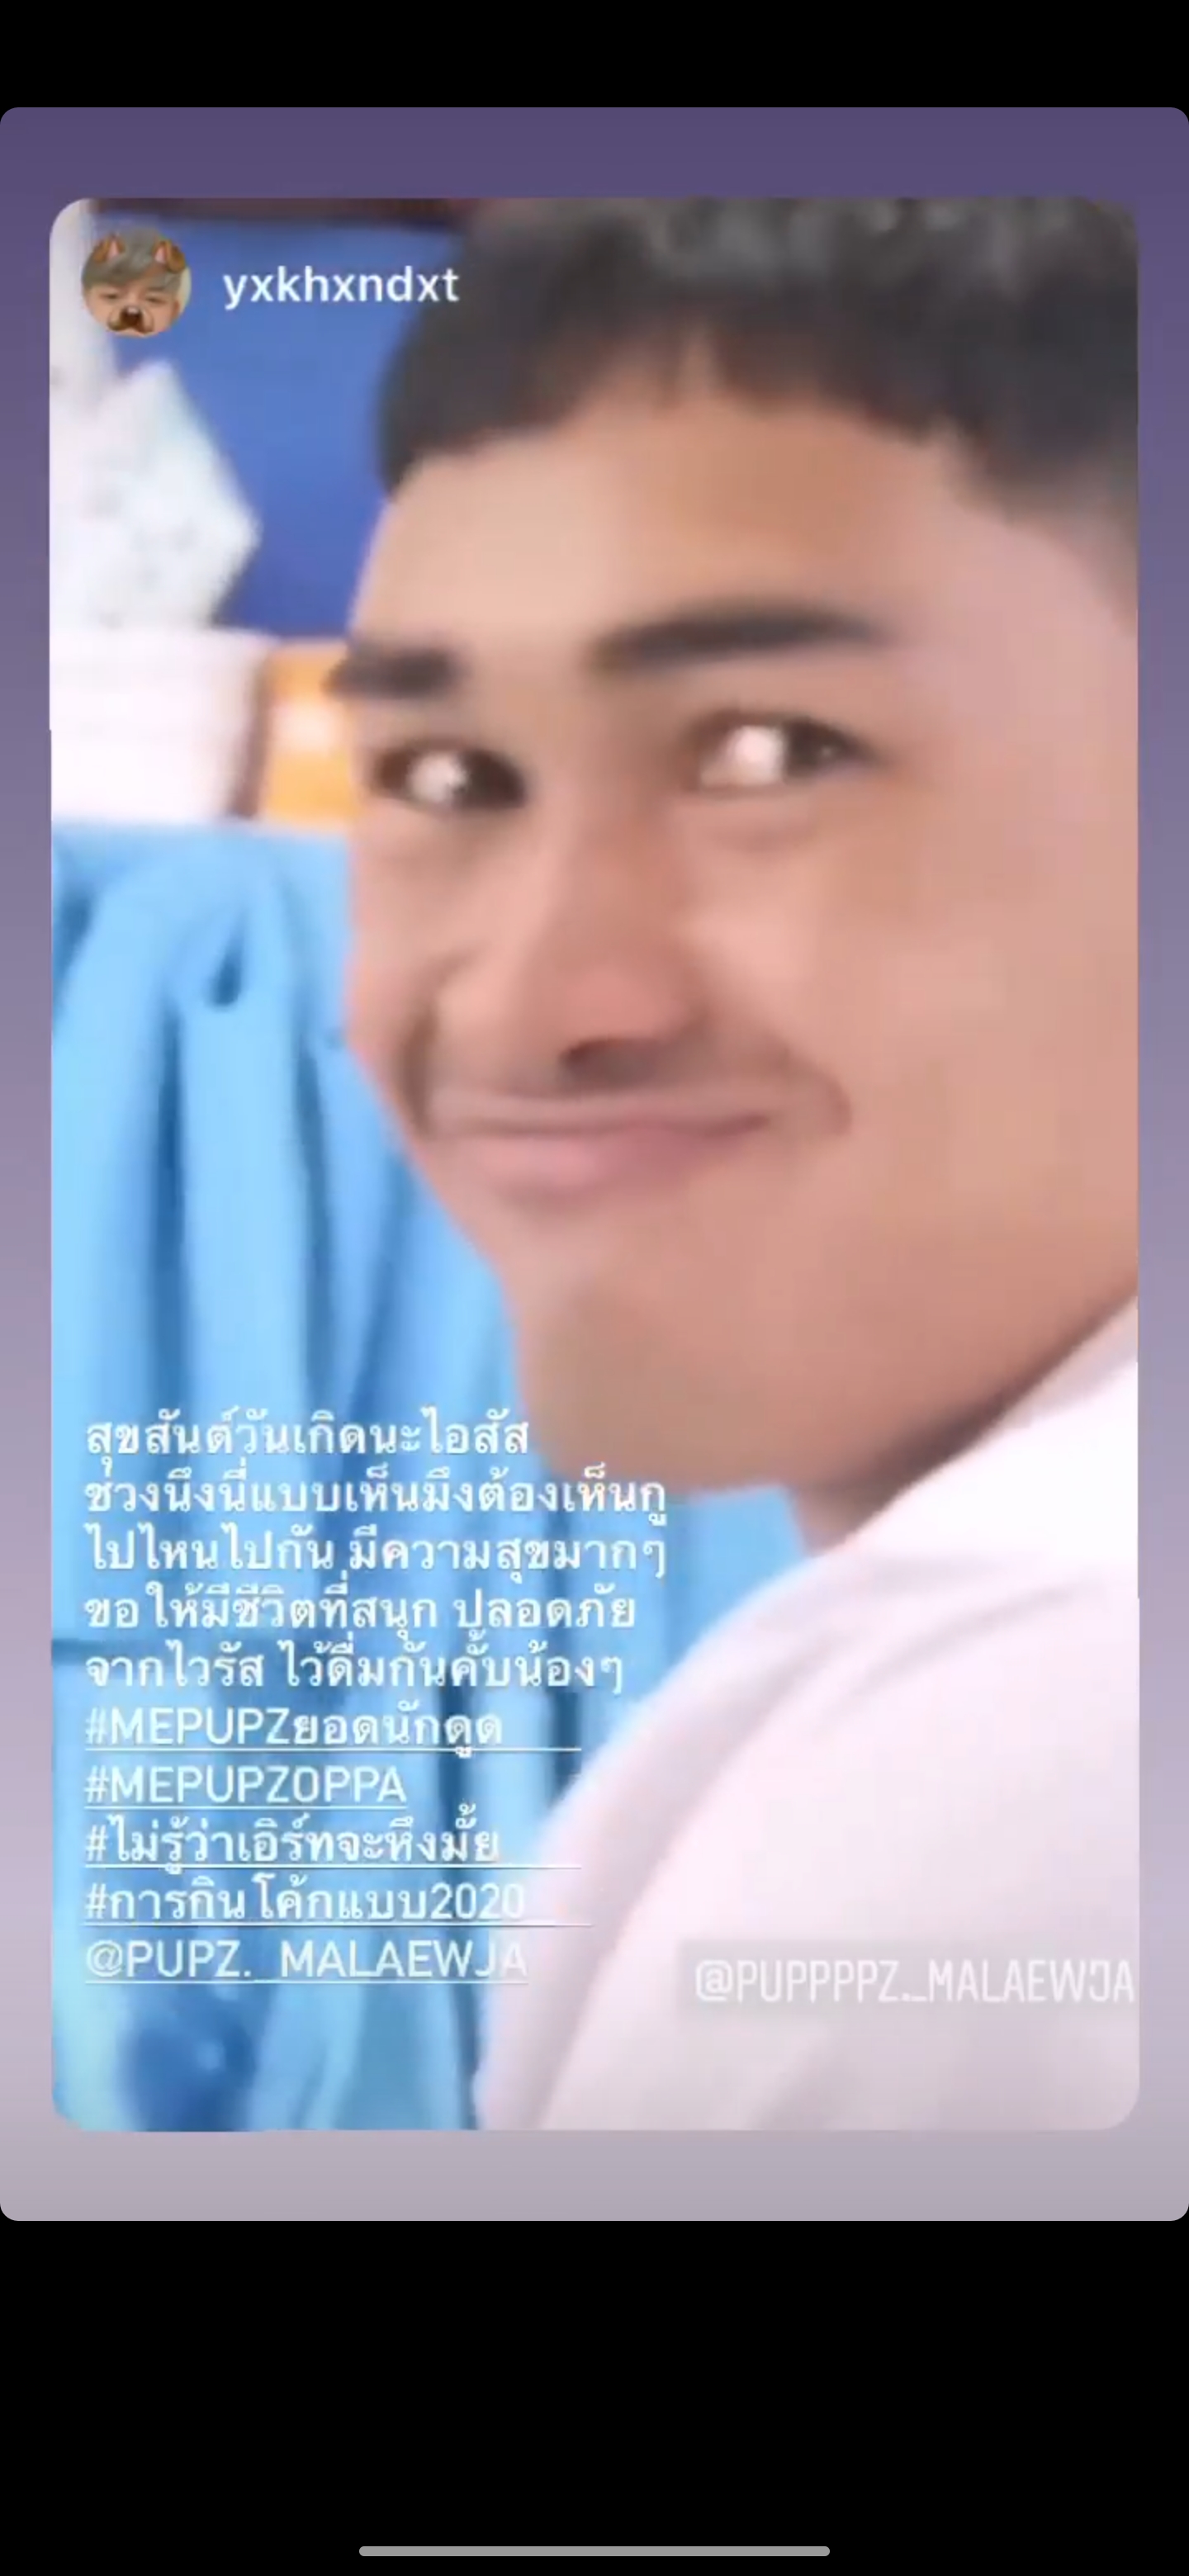 yxkhxndxt
สุขสันต์วันเกิดนะไอสัส
ช่วงนึงนี่แบบเห็นมึงต้องเห็นกู
ไปไหนไปกัน มีความสุขมากๆ
ขอให้มีชีวิตที่สนุก ปลอดภัย
จากไวรัส ไว้ดื่มกันคั้บน้องๆ
#MEPUPZยอดนักดูด
#MEPUPZOPPA
#ไม่รู้ว่าเอิร์ทจะหึงมั้ย
#การกินโค้กแบบ2020
@PUPZ._MALAEWJA
@PUPPPPZ._MALAEWJA